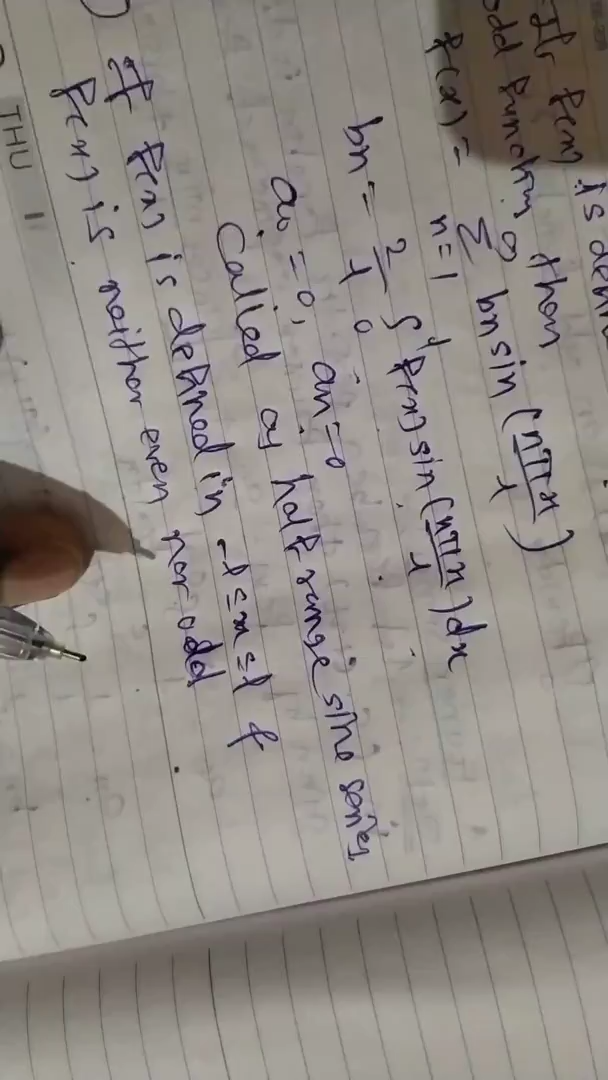 If f(x) is defin
odd function then
f(x) = ∞ Σ n=1 bn sin (nπx/l)
bn = 2/l ∫₀ˡ f(x) sin (nπx/l) dx
a₀ = 0, an = 0
Called as half range sine series
If f(x) is defined in -l ≤ x ≤ l &
f(x) is neither even nor odd
THU